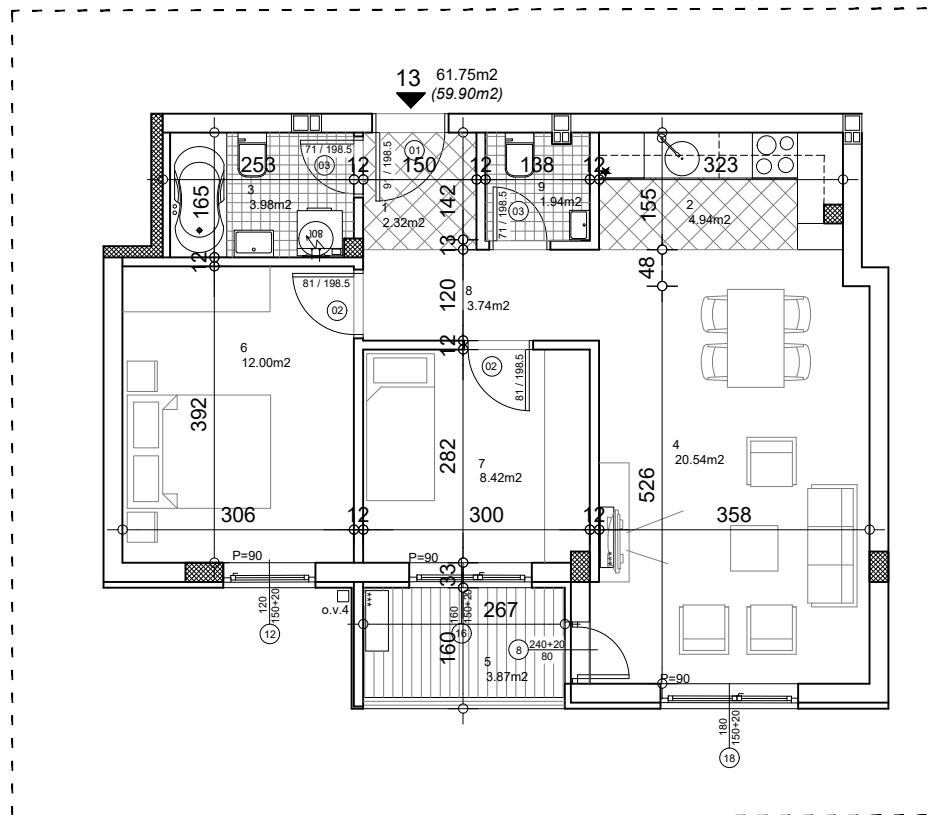 13
61.75m2
(59.90m2)
71 / 198.5
03
91 / 198.5
01
253
12
150
12
138
12
323
3
3.98m2
165
1
2.32m2
142
9
1.94m2
03
71 / 198.5
155
2
4.94m2
108
12
13
48
81 / 198.5
02
120
8
3.74m2
12
6
12.00m2
02
81 / 198.5
392
282
7
8.42m2
4
20.54m2
526
306
12
300
12
358
P=90
P=90
33
o.v.4
120
150+20
12
160
150+20
16
267
160
5
3.87m2
8
240+20
80
P=90
180
150+20
18